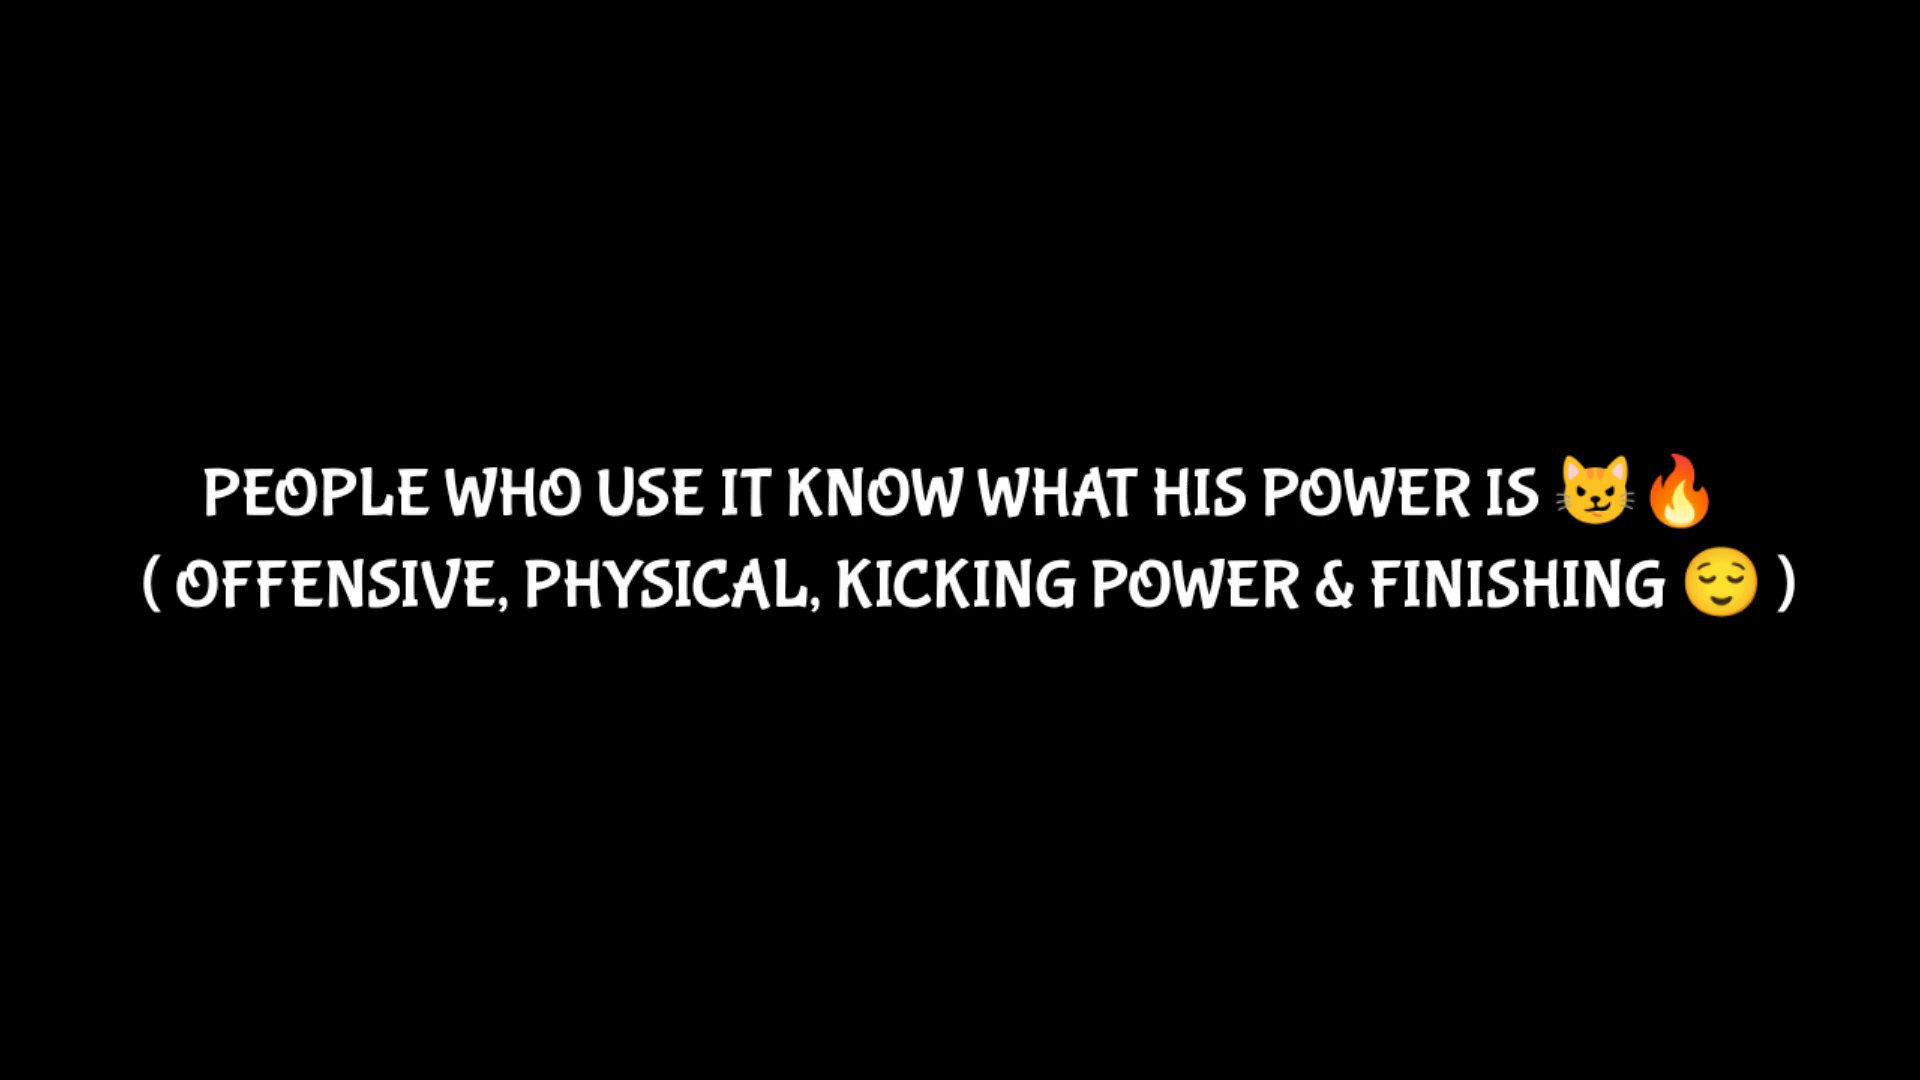 PEOPLE WHO USE IT KNOW WHAT HIS POWER IS 😼🔥
( OFFENSIVE, PHYSICAL, KICKING POWER & FINISHING 😌 )